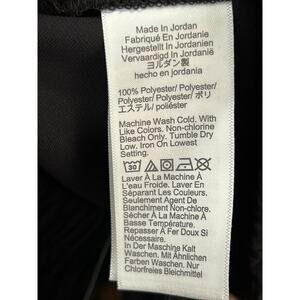 Made In Jordan
Fabriqué En Jordanie
Hergestellt In Jordanien
Vervaardigd In Jordanië
ヨルダン製
hecho en jordania
100% Polyester/ Polyester/
Polyester/ Polyester/ ポリ
エステル / poliéster
Machine Wash Cold. With
Like Colors. Non-chlorine
Bleach Only. Tumble Dry
Low. Iron On Lowest
Setting.
30
Laver À La Machine À
L'eau Froide. Laver En
Séparant Les Couleurs.
Seulement Agent De
Blanchiment Non-chloranc.
Sécher À La Machine À
Basse Température.
Repasser À Fer Doux Si
Nécessaire.
In Der Maschine Kalt
Waschen. Mit Ähnlichen
Farben Waschen. Nur
Chlorfreies Bleichmittel